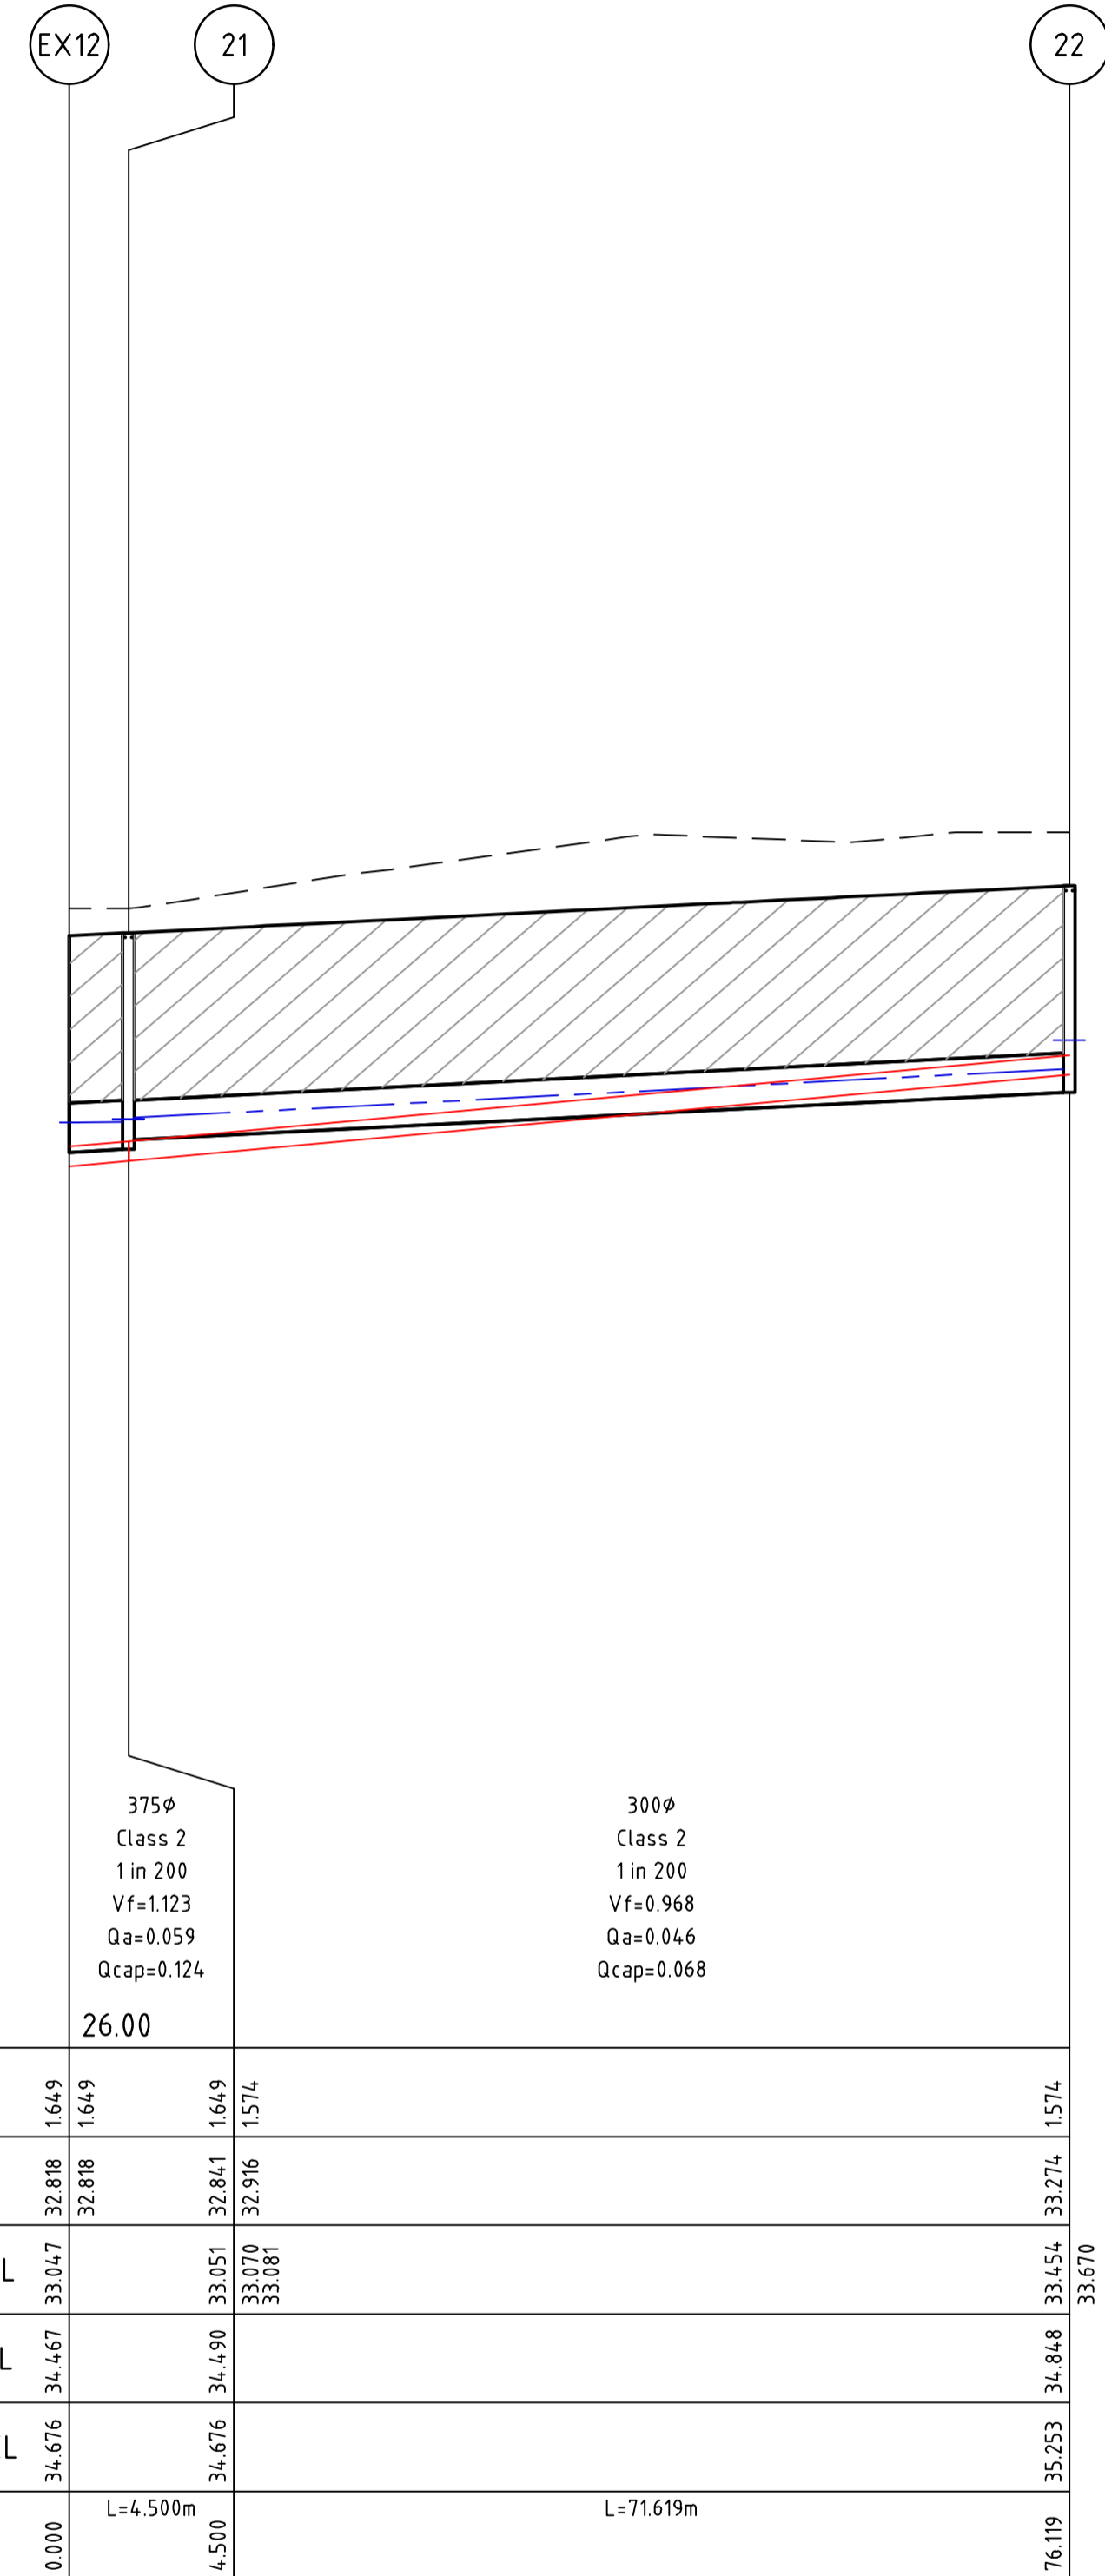 EX12
21
22
375Ø
Class 2
1 in 200
Vf=1.123
Qa=0.059
Qcap=0.124
300Ø
Class 2
1 in 200
Vf=0.968
Qa=0.046
Qcap=0.068
26.00
1.649
1.649
1.649
1.574
1.574
32.818
32.818
32.841
32.916
33.274
L
33.047
33.051
33.070
33.081
33.454
33.670
L
34.467
34.490
34.848
L
34.676
34.676
35.253
L=4.500m
L=71.619m
0.000
4.500
76.119